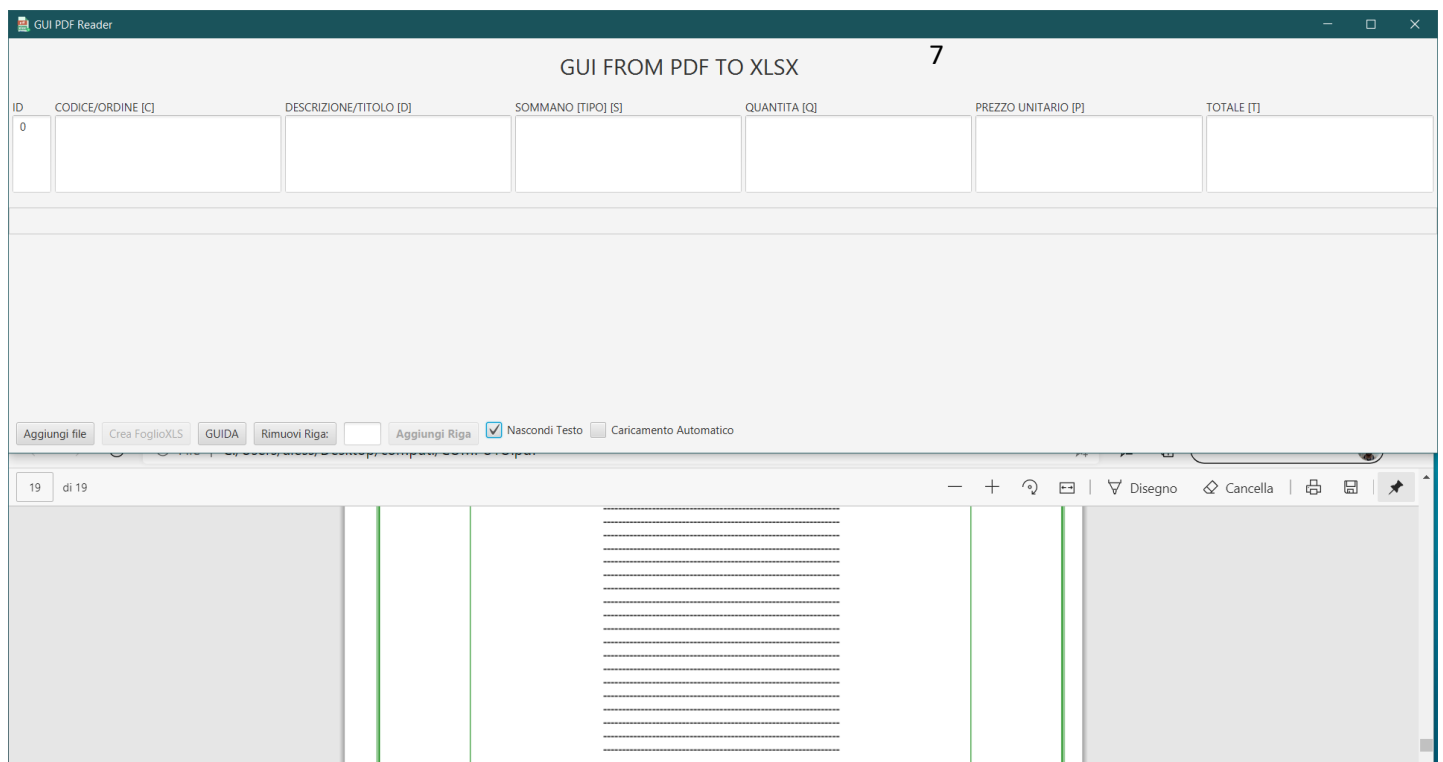 GUI PDF Reader
7
GUI FROM PDF TO XLSX
ID CODICE/ORDINE [C] DESCRIZIONE/TITOLO [D] SOMMANO [TIPO] [S] QUANTITA [Q] PREZZO UNITARIO [P] TOTALE [T]
0
Aggiungi file Crea FoglioXLS GUIDA Rimuovi Riga: Aggiungi Riga Nascondi Testo Caricamento Automatico
19 di 19 Disegno Cancella